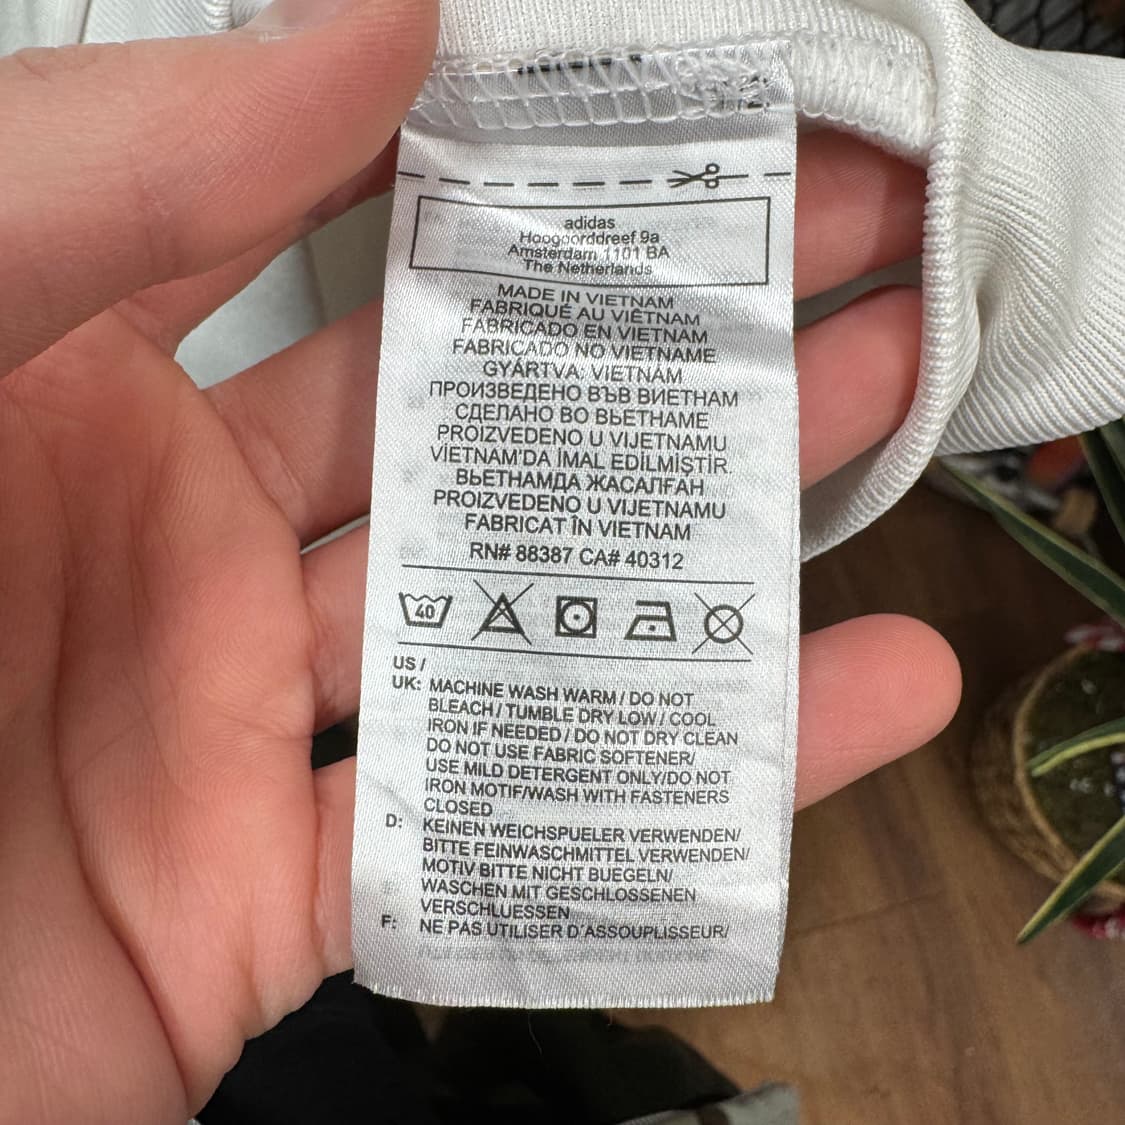 adidas
Hoogoorddreef 9a
Amsterdam 1101 BA
The Netherlands
MADE IN VIETNAM
FABRIQUÉ AU VIÊTNAM
FABRICADO EN VIETNAM
FABRICADO NO VIETNAME
GYÁRTVA: VIETNÁM
ПРОИЗВЕДЕНО ВЪВ ВИЕТНАМ
СДЕЛАНО ВО ВЬЕТНАМЕ
PROIZVEDENO U VIJETNAMU
VİETNAM'DA İMAL EDİLMİŞTİR.
ВЬЕТНАМДА ЖАСАЛҒАН
PROIZVEDENO U VIJETNAMU
FABRICAT ÎN VIETNAM
RN# 88387 CA# 40312
40
US /
UK: MACHINE WASH WARM / DO NOT
BLEACH / TUMBLE DRY LOW / COOL
IRON IF NEEDED / DO NOT DRY CLEAN
DO NOT USE FABRIC SOFTENER/
USE MILD DETERGENT ONLY/DO NOT
IRON MOTIF/WASH WITH FASTENERS
CLOSED
D: KEINEN WEICHSPUELER VERWENDEN/
BITTE FEINWASCHMITTEL VERWENDEN/
MOTIV BITTE NICHT BUEGELN/
WASCHEN MIT GESCHLOSSENEN
VERSCHLUESSEN
F: NE PAS UTILISER D´ASSOUPLISSEUR/